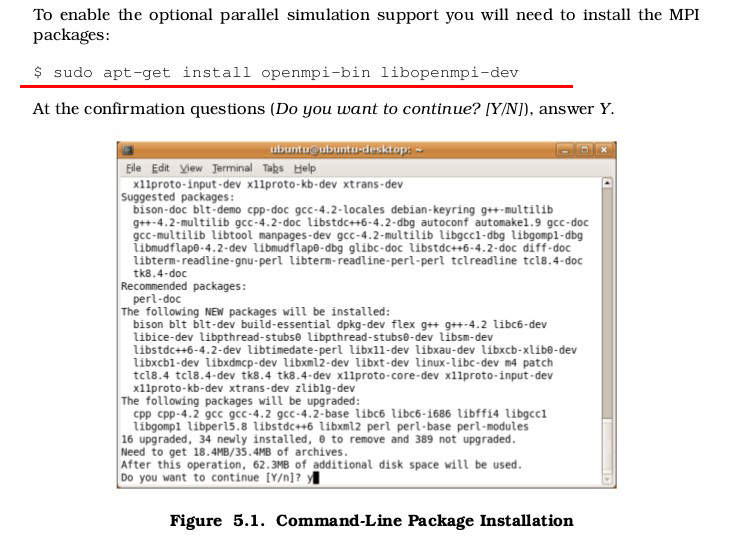 To enable the optional parallel simulation support you will need to install the MPI
packages:
$ sudo apt-get install openmpi-bin libopenmpi-dev
At the confirmation questions (Do you want to continue? [Y/N]), answer Y.
ubuntu@ubuntu-desktop: ~
File Edit View Terminal Tabs Help
x11proto-input-dev x11proto-kb-dev xtrans-dev
Suggested packages:
bison-doc blt-demo cpp-doc gcc-4.2-locales debian-keyring g++-multilib
g++-4.2-multilib gcc-4.2-doc libstdc++6-4.2-dbg autoconf automake1.9 gcc-doc
gcc-multilib libtool manpages-dev gcc-4.2-multilib libgcc1-dbg libgomp1-dbg
libmudflap0-4.2-dev libmudflap0-dbg glibc-doc libstdc++6-4.2-doc diff-doc
libterm-readline-gnu-perl libterm-readline-perl-perl tclreadline tcl8.4-doc
tk8.4-doc
Recommended packages:
perl-doc
The following NEW packages will be installed:
bison blt blt-dev build-essential dpkg-dev flex g++ g++-4.2 libc6-dev
libice-dev libpthread-stubs0 libpthread-stubs0-dev libsm-dev
libstdc++6-4.2-dev libtimedate-perl libx11-dev libxau-dev libxcb-xlib0-dev
libxcb1-dev libxdmcp-dev libxml2-dev libxt-dev linux-libc-dev m4 patch
tcl8.4 tcl8.4-dev tk8.4 tk8.4-dev x11proto-core-dev x11proto-input-dev
x11proto-kb-dev xtrans-dev zlib1g-dev
The following packages will be upgraded:
cpp cpp-4.2 gcc gcc-4.2 gcc-4.2-base libc6 libc6-i686 libffi4 libgcc1
libgomp1 libperl5.8 libstdc++6 libxml2 perl perl-base perl-modules
16 upgraded, 34 newly installed, 0 to remove and 389 not upgraded.
Need to get 18.4MB/35.4MB of archives.
After this operation, 62.3MB of additional disk space will be used.
Do you want to continue [Y/n]? y
Figure 5.1. Command-Line Package Installation